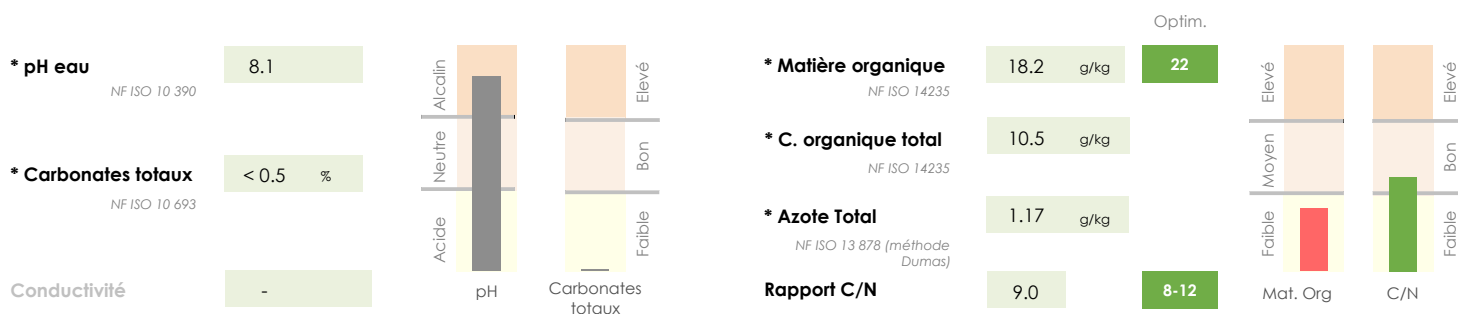 Optim.
* pH eau
8.1
NF ISO 10 390
* Carbonates totaux
< 0.5 %
NF ISO 10 693
Conductivité
-
Alcalin
Neutre
Acide
Elevé
Bon
Faible
pH
Carbonates
totaux
* Matière organique
18.2 g/kg
22
NF ISO 14235
* C. organique total
10.5 g/kg
NF ISO 14235
* Azote Total
1.17 g/kg
NF ISO 13 878 (méthode
Dumas)
Rapport C/N
9.0
8-12
Elevé
Moyen
Faible
Elevé
Bon
Faible
Mat. Org
C/N